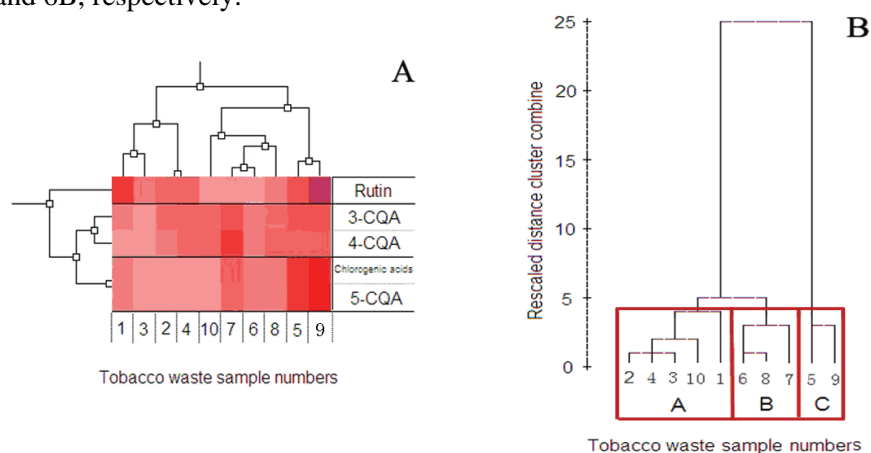 and 6B, respectively.
A
Rutin
3-CQA
4-CQA
Chlorogenic acids
5-CQA
1 3 2 4 10 7 6 8 5 9
Tobacco waste sample numbers
B
Rescaled distance cluster combine
25
20
15
10
5
0
2 4 3 10 1 6 8 7 5 9
A B C
Tobacco waste sample numbers